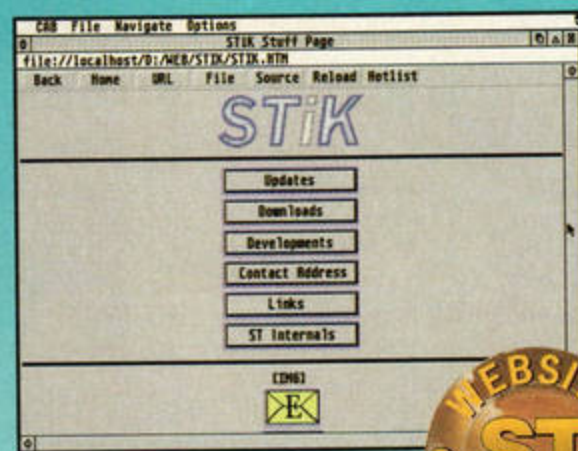 CAB File Navigate Options
STiK Stuff Page
file://localhost/D:/WEB/STIK/STIK.HTM
Back Home URL File Source Reload Hotlist
STiK
Updates
Downloads
Developments
Contact Address
Links
ST Internals
[IMG]
E
WEBSI
ST